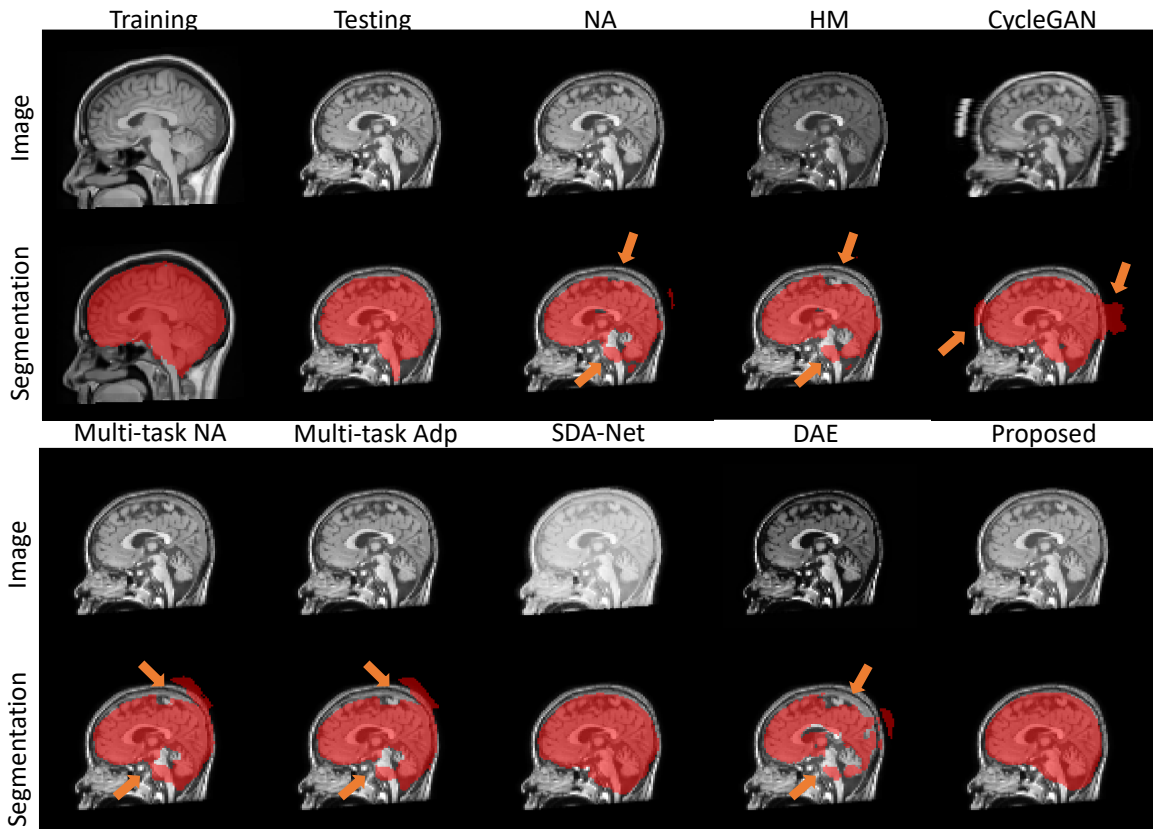 Training Testing NA HM CycleGAN
Image
Segmentation
Multi-task NA Multi-task Adp SDA-Net DAE Proposed
Image
Segmentation